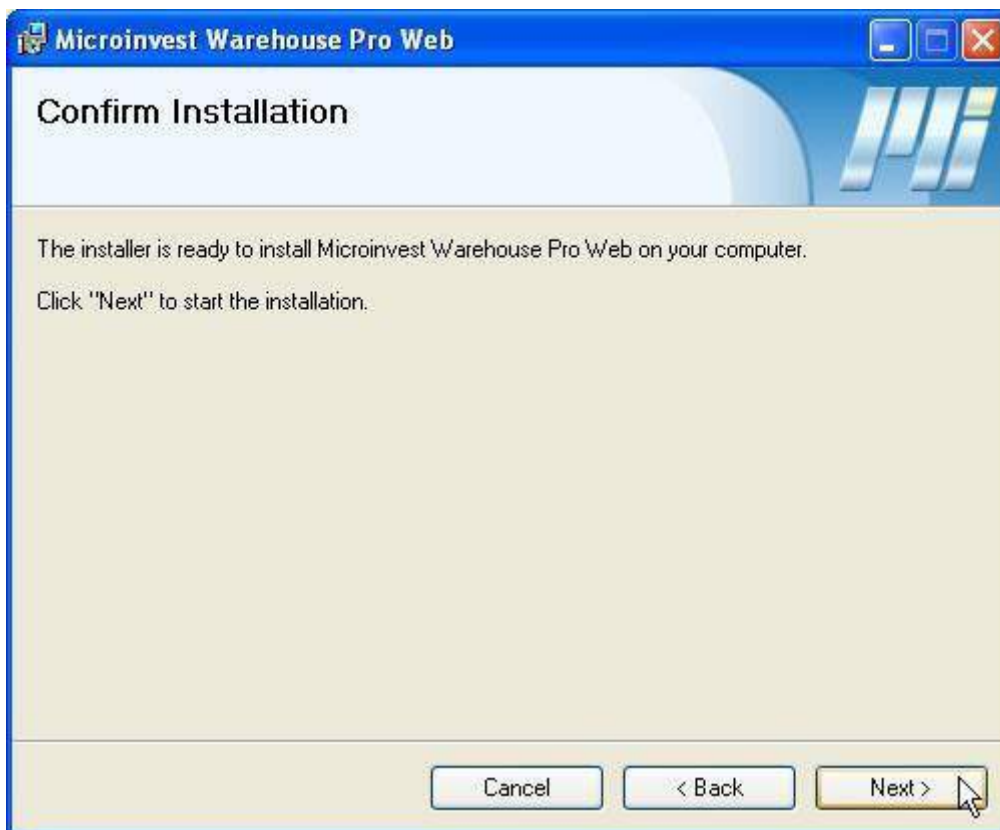 Microinvest Warehouse Pro Web
Confirm Installation
The installer is ready to install Microinvest Warehouse Pro Web on your computer.
Click "Next" to start the installation.
Cancel
< Back
Next >